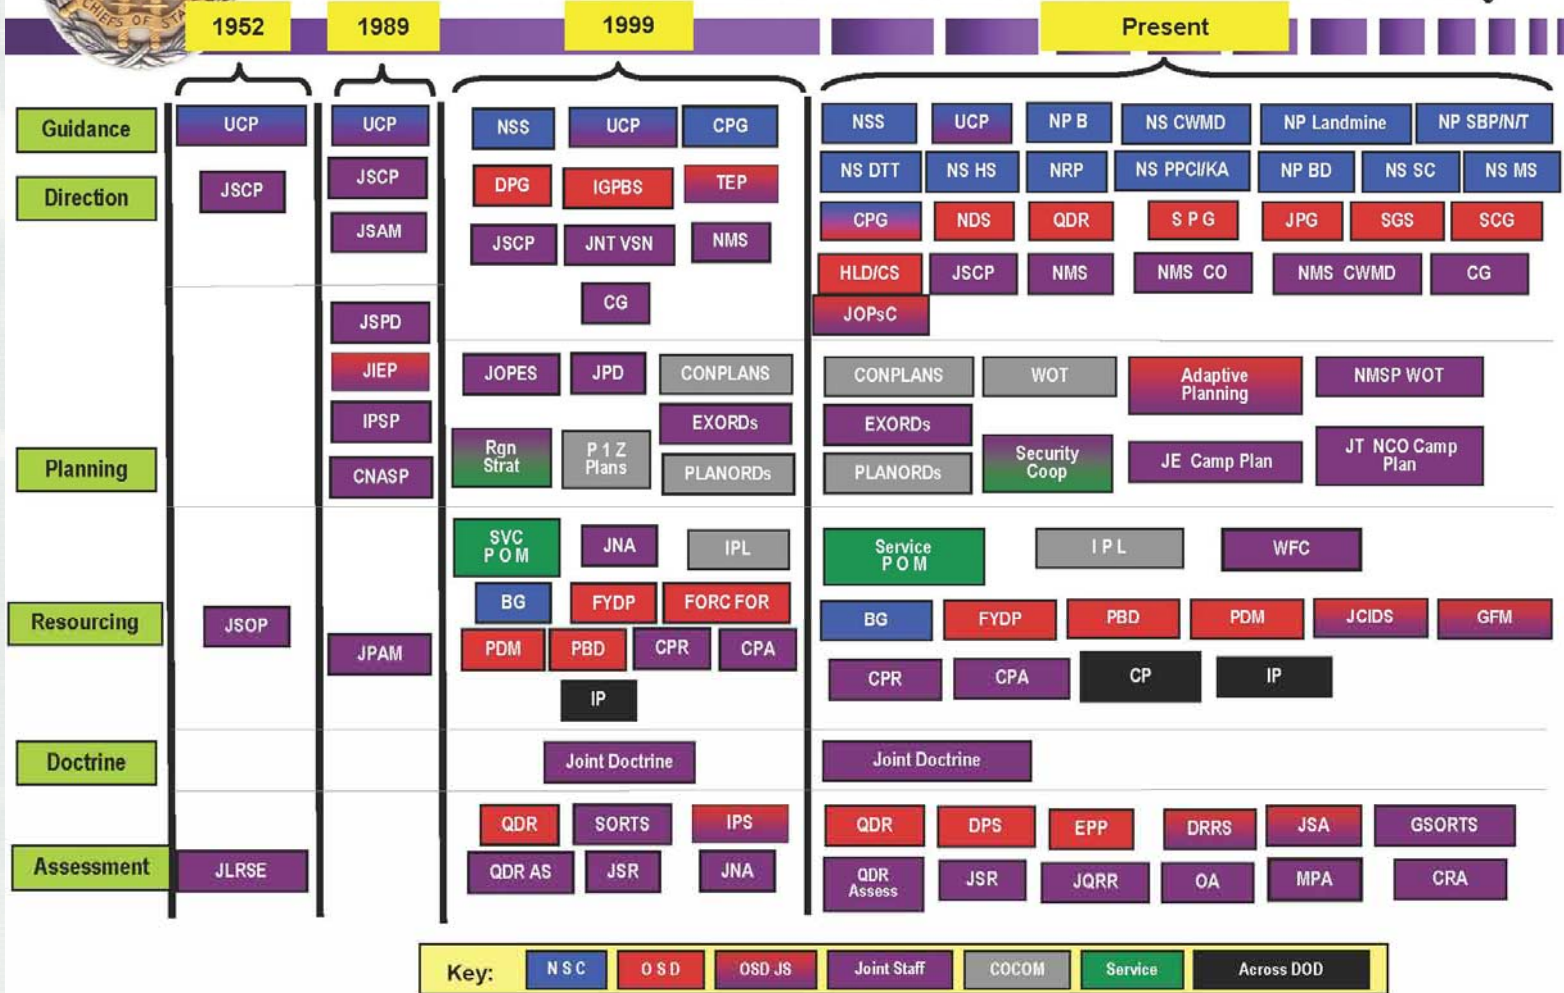 CHIEFS OF STA
1952
1989
1999
Present
Guidance
UCP
UCP
NSS
UCP
CPG
NSS
UCP
NP B
NS CWMD
NP Landmine
NP SBP/N/T
Direction
JSCP
JSCP
DPG
IGPBS
TEP
NS DTT
NS HS
NRP
NS PPCI/KA
NP BD
NS SC
NS MS
JSAM
JSCP
JNT VSN
NMS
CPG
NDS
QDR
S P G
JPG
SGS
SCG
CG
HLD/CS
JSCP
NMS
NMS CO
NMS CWMD
CG
JOPsC
Planning
JSPD
JIEP
IPSP
CNASP
JOPES
JPD
CONPLANS
EXORDs
Rgn
Strat
P 1 Z
Plans
PLANORDs
CONPLANS
WOT
Adaptive
Planning
NMSP WOT
EXORDs
PLANORDs
Security
Coop
JE Camp Plan
JT NCO Camp
Plan
Resourcing
JSOP
JPAM
SVC
P O M
JNA
IPL
BG
FYDP
FORC FOR
PDM
PBD
CPR
CPA
IP
Service
P O M
I P L
WFC
BG
FYDP
PBD
PDM
JCIDS
GFM
CPR
CPA
CP
IP
Doctrine
Joint Doctrine
Joint Doctrine
Assessment
JLRSE
QDR
SORTS
IPS
QDR AS
JSR
JNA
QDR
DPS
EPP
DRRS
JSA
GSORTS
QDR
Assess
JSR
JQRR
OA
MPA
CRA
Key:
N S C
O S D
OSD JS
Joint Staff
COCOM
Service
Across DOD